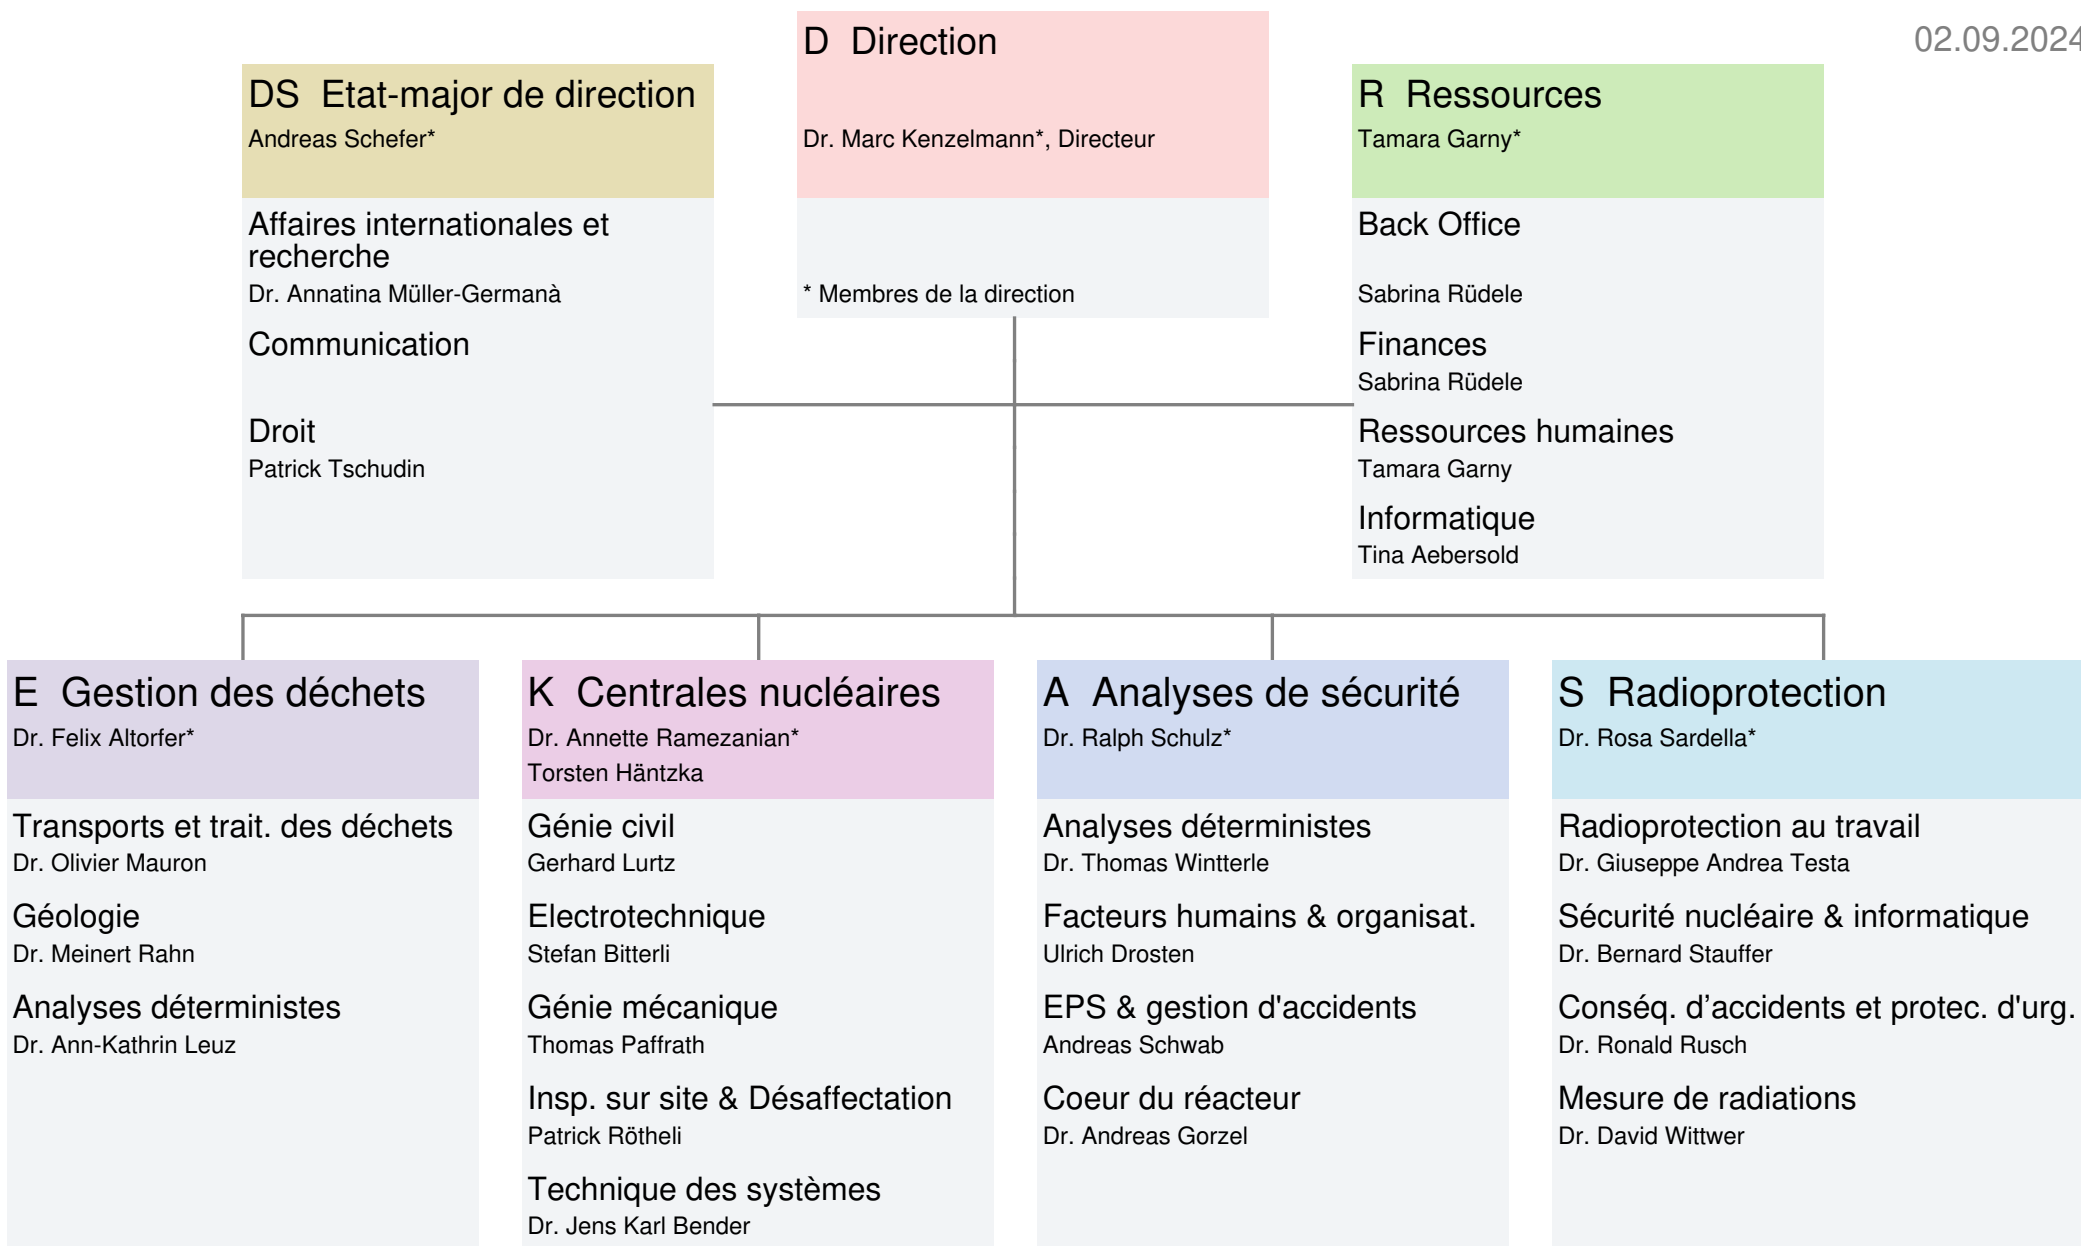 02.09.2024
D Direction
Dr. Marc Kenzelmann*, Directeur
* Membres de la direction
DS Etat-major de direction
Andreas Schefer*
Affaires internationales et
recherche
Dr. Annatina Müller-Germanà
Communication
Droit
Patrick Tschudin
R Ressources
Tamara Garny*
Back Office
Sabrina Rüdele
Finances
Sabrina Rüdele
Ressources humaines
Tamara Garny
Informatique
Tina Aebersold
E Gestion des déchets
Dr. Felix Altorfer*
Transports et trait. des déchets
Dr. Olivier Mauron
Géologie
Dr. Meinert Rahn
Analyses déterministes
Dr. Ann-Kathrin Leuz
K Centrales nucléaires
Dr. Annette Ramezanian*
Torsten Häntzka
Génie civil
Gerhard Lurtz
Electrotechnique
Stefan Bitterli
Génie mécanique
Thomas Paffrath
Insp. sur site & Désaffectation
Patrick Rötheli
Technique des systèmes
Dr. Jens Karl Bender
A Analyses de sécurité
Dr. Ralph Schulz*
Analyses déterministes
Dr. Thomas Wintterle
Facteurs humains & organisat.
Ulrich Drosten
EPS & gestion d'accidents
Andreas Schwab
Coeur du réacteur
Dr. Andreas Gorzel
S Radioprotection
Dr. Rosa Sardella*
Radioprotection au travail
Dr. Giuseppe Andrea Testa
Sécurité nucléaire & informatique
Dr. Bernard Stauffer
Conséq. d’accidents et protec. d'urg.
Dr. Ronald Rusch
Mesure de radiations
Dr. David Wittwer